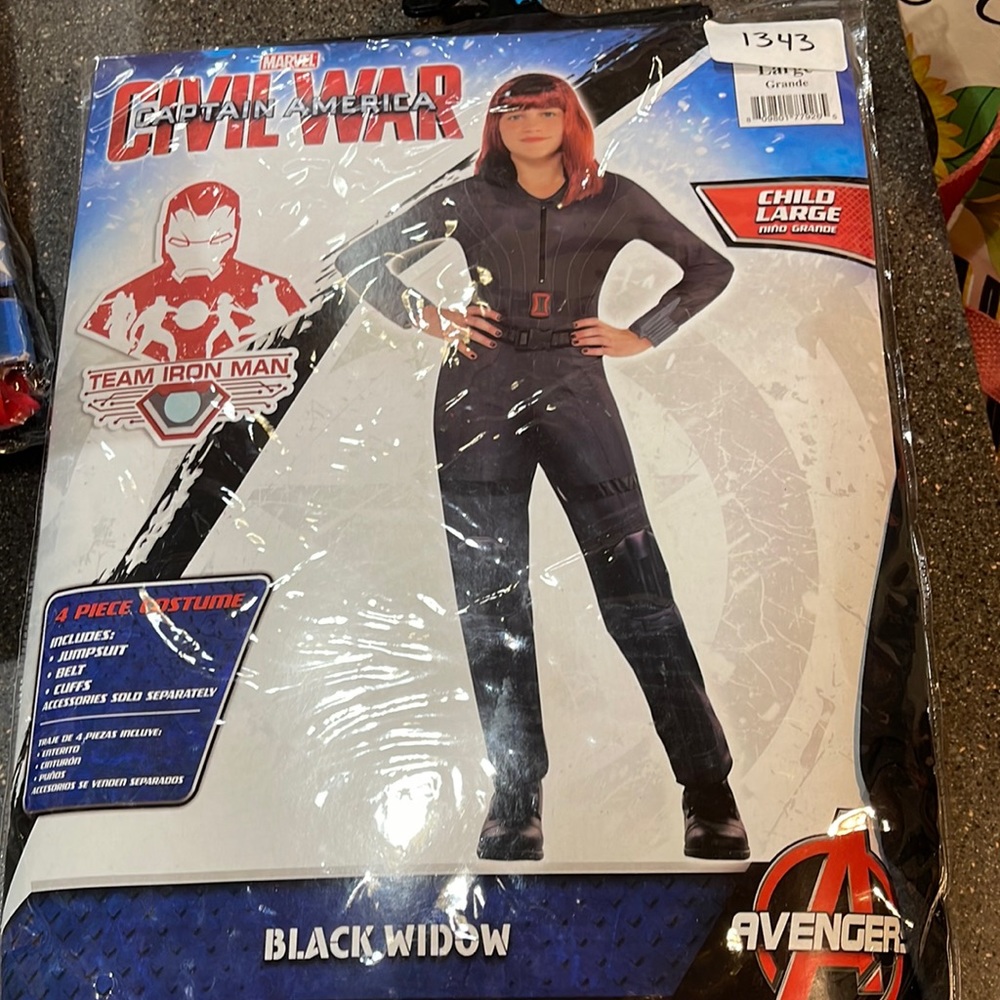 1343
Large
Grande
MARVEL
CAPTAIN AMERICA
CIVIL WAR
CHILD
LARGE
NIÑO GRANDE
TEAM IRON MAN
4 PIECE COSTUME
INCLUDES:
• JUMPSUIT
• BELT
• CUFFS
ACCESSORIES SOLD SEPARATELY
TRAJE DE 4 PIEZAS INCLUYE:
• ENTERITO
• CINTURÓN
• PUÑOS
ACCESORIOS SE VENDEN SEPARADOS
BLACK WIDOW
AVENGER